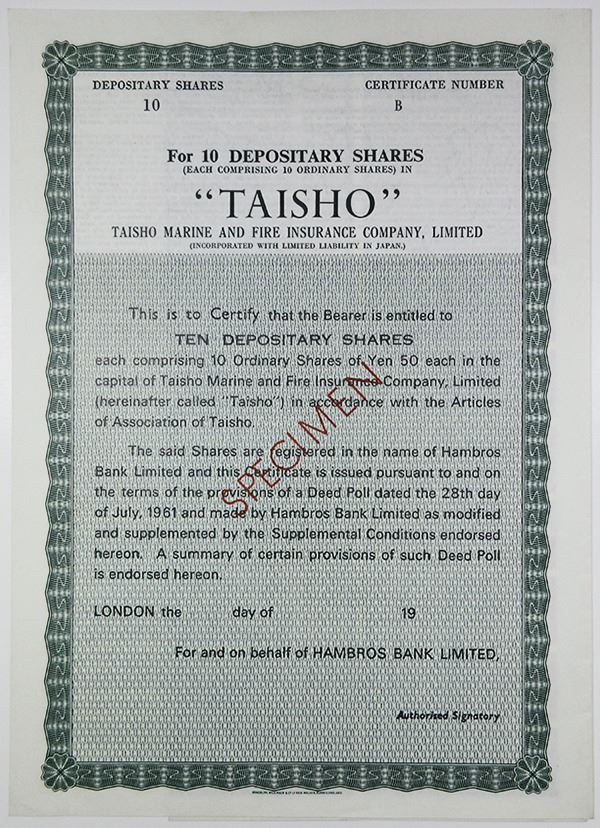 DEPOSITARY SHARES CERTIFICATE NUMBER
10 B
For 10 DEPOSITARY SHARES
(EACH COMPRISING 10 ORDINARY SHARES) IN
"TAISHO"
TAISHO MARINE AND FIRE INSURANCE COMPANY, LIMITED
(INCORPORATED WITH LIMITED LIABILITY IN JAPAN.)
This is to Certify that the Bearer is entitled to
TEN DEPOSITARY SHARES
each comprising 10 Ordinary Shares of Yen 50 each in the
capital of Taisho Marine and Fire Insurance Company, Limited
(hereinafter called "Taisho") in accordance with the Articles
of Association of Taisho.
The said Shares are registered in the name of Hambros
Bank Limited and this Certificate is issued pursuant to and on
the terms of the provisions of a Deed Poll dated the 28th day
of July, 1961 and made by Hambros Bank Limited as modified
and supplemented by the Supplemental Conditions endorsed
hereon. A summary of certain provisions of such Deed Poll
is endorsed hereon.
SPECIMEN
LONDON the day of 19
For and on behalf of HAMBROS BANK LIMITED,
Authorised Signatory